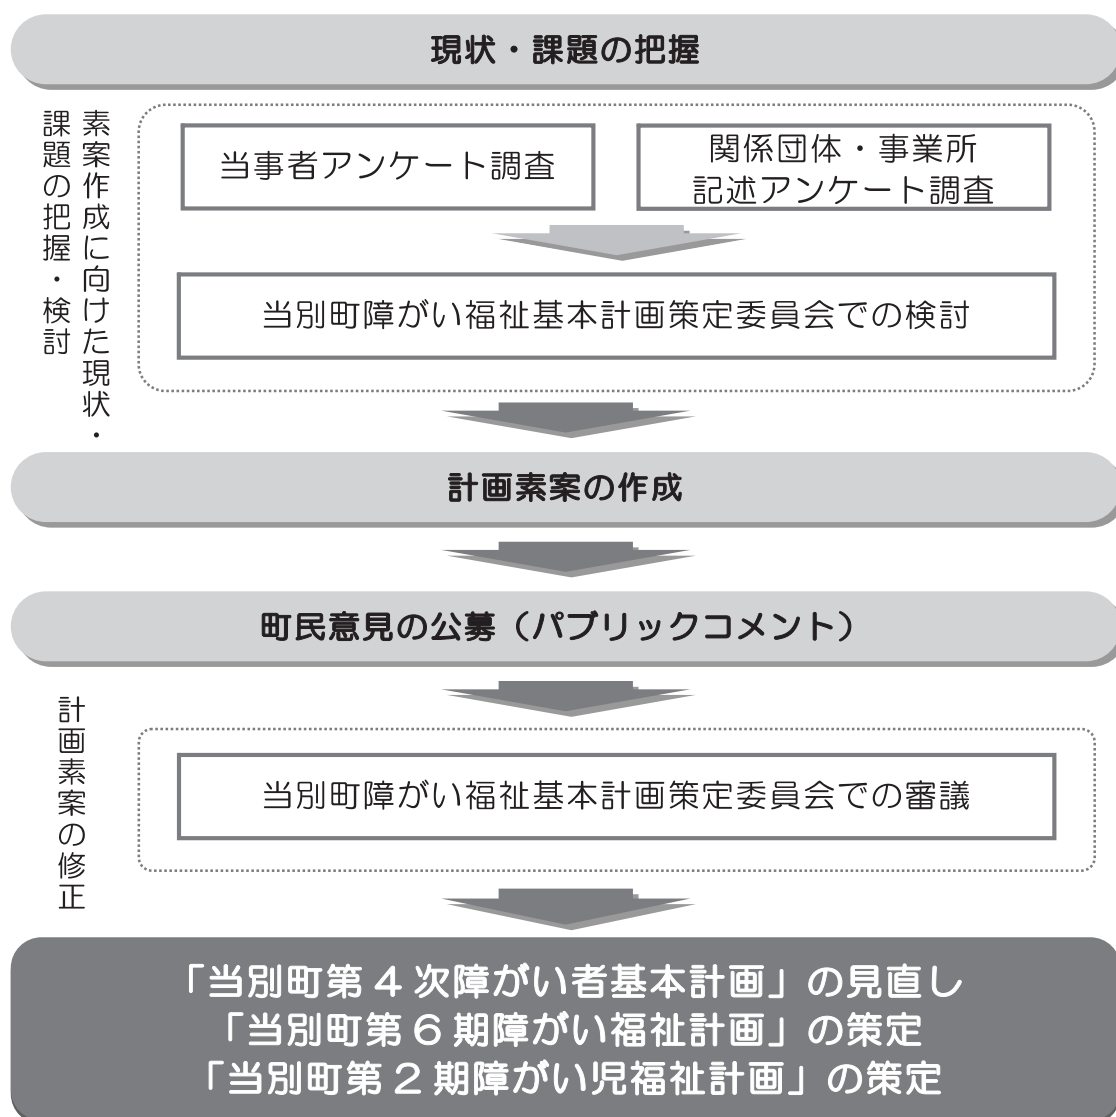 現状・課題の把握
素案作成に向けた現状・
課題の把握・検討
当事者アンケート調査
関係団体・事業所
記述アンケート調査
当別町障がい福祉基本計画策定委員会での検討
計画素案の作成
町民意見の公募（パブリックコメント）
計画素案の修正
当別町障がい福祉基本計画策定委員会での審議
「当別町第４次障がい者基本計画」の見直し
「当別町第６期障がい福祉計画」の策定
「当別町第２期障がい児福祉計画」の策定